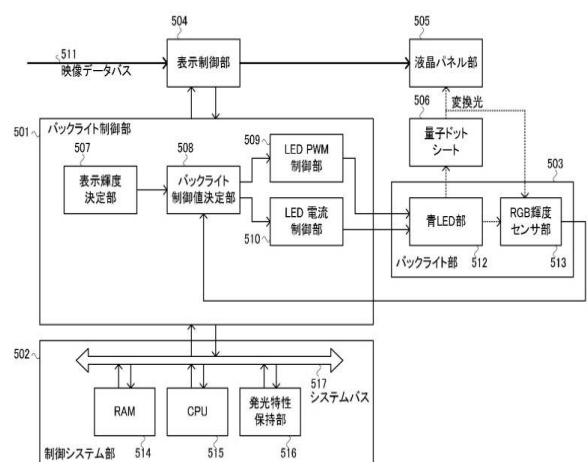 504
表示制御部
505
液晶パネル部
511
映像データバス
506
量子ドット
シート
変換光
501
バックライト制御部
507
表示輝度
決定部
508
バックライト
制御値決定部
509
LED PWM
制御部
LED 電流
制御部
510
503
青LED部
512
RGB輝度
センサ部
513
バックライト部
502
517
システムバス
RAM
514
CPU
515
発光特性
保持部
516
制御システム部